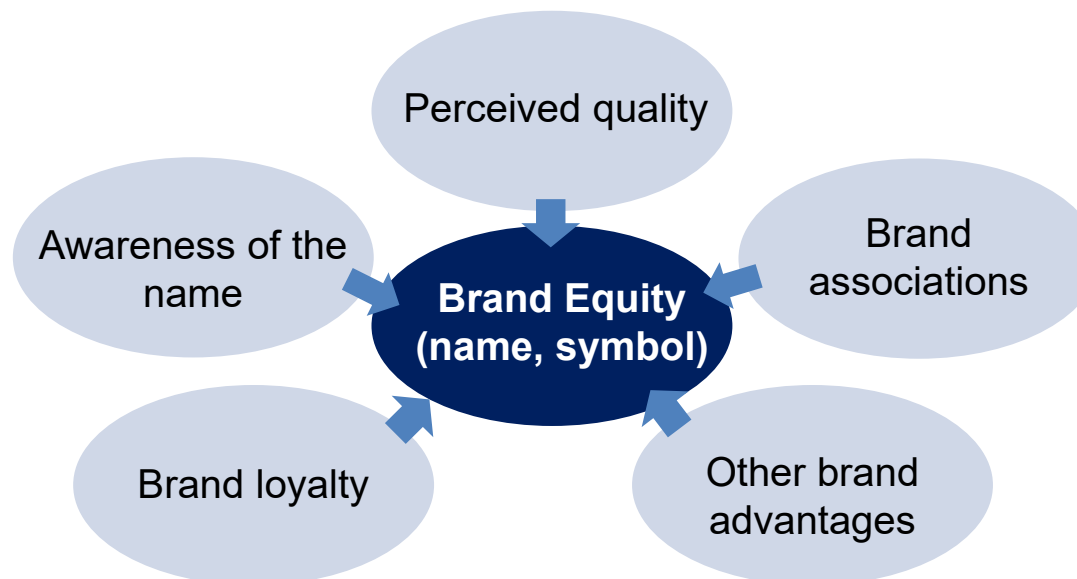 Perceived quality
Awareness of the
name
Brand
associations
Brand Equity
(name, symbol)
Brand loyalty
Other brand
advantages